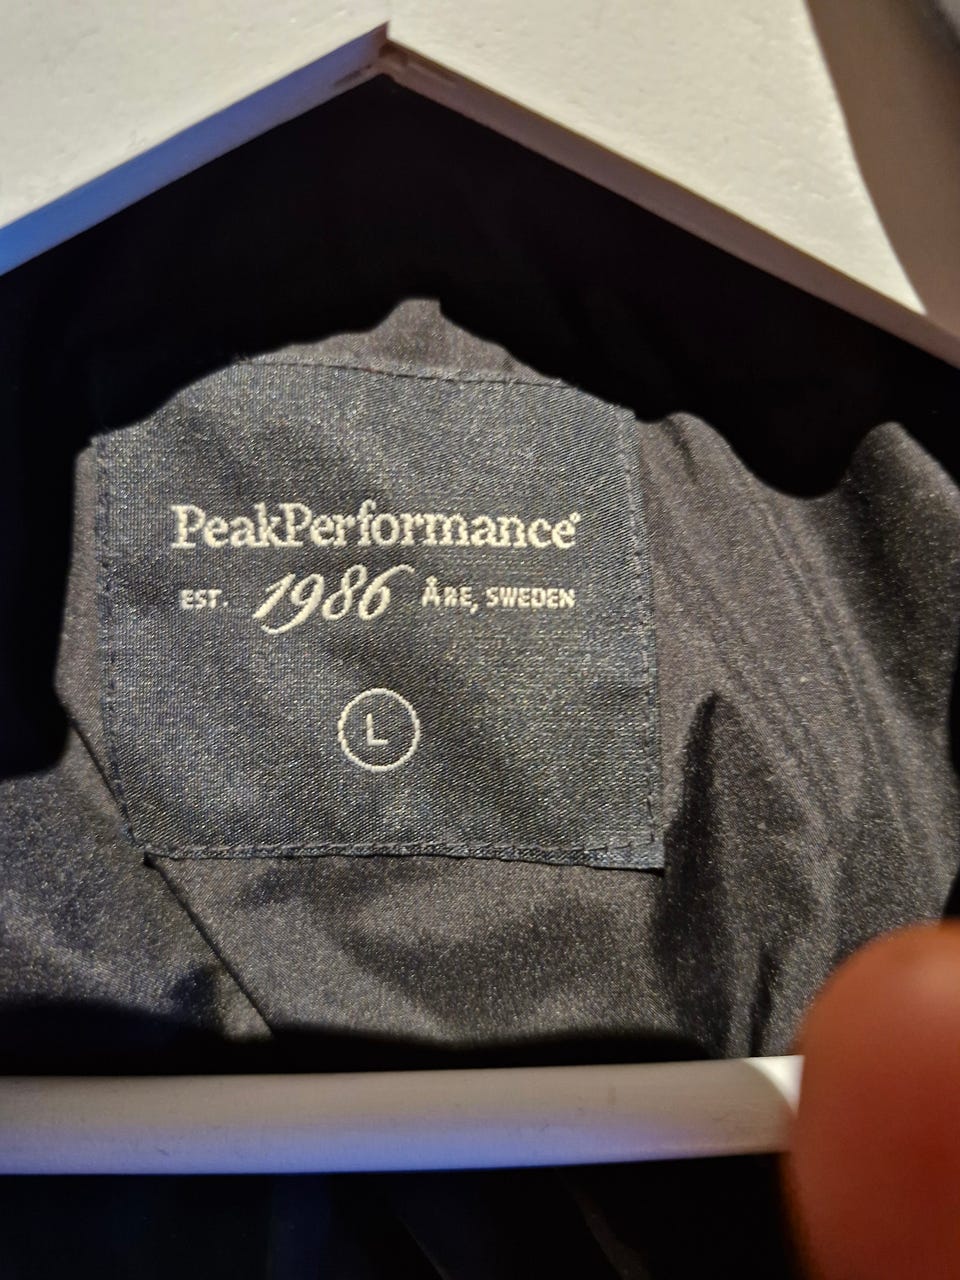 PeakPerformance®
EST. 1986 ÅRE, SWEDEN
L